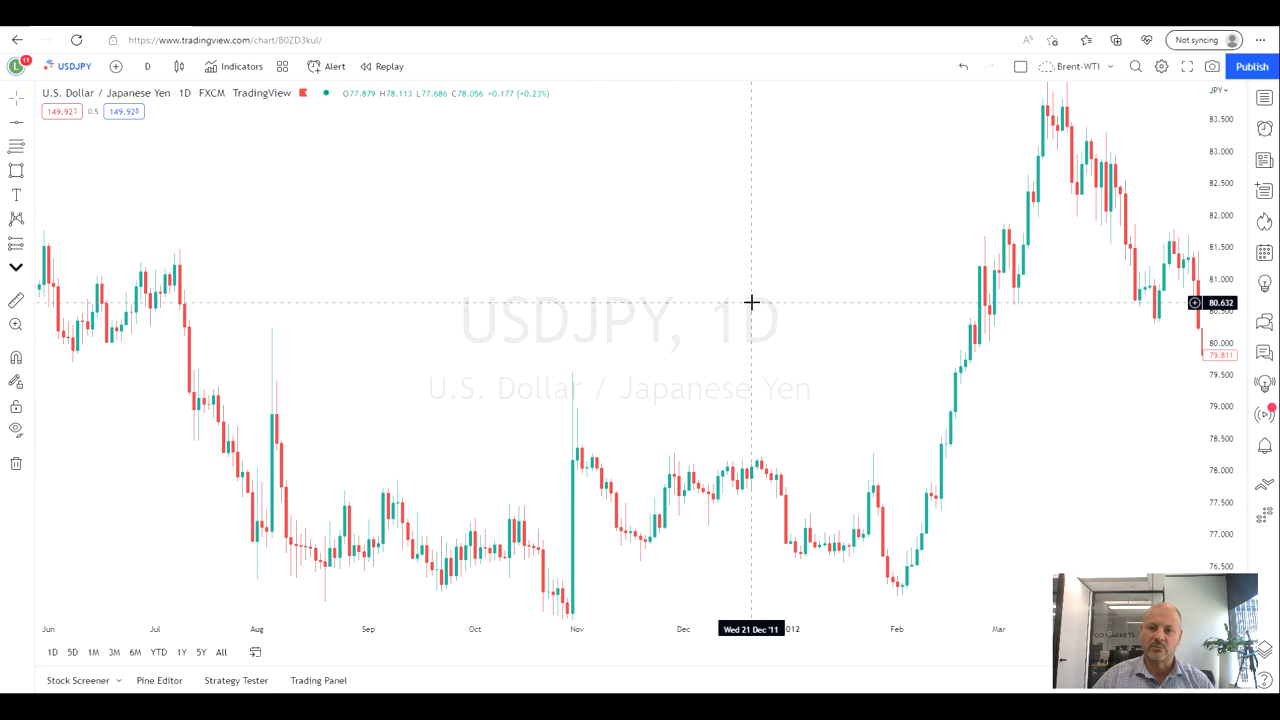 https://www.tradingview.com/chart/B0ZD3kul/
Not syncing
L 11 USDJPY D Indicators Alert Replay Brent-WTI Publish
U.S. Dollar / Japanese Yen · 1D · FXCM · TradingView O77.879 H78.113 L77.686 C78.056 +0.177 (+0.23%)
JPY
149.923 0.5 149.928
83.500
83.000
82.500
82.000
81.500
81.000
80.632
80.000
79.811
79.500
79.000
78.500
78.000
77.500
77.000
76.500
USDJPY, 1D
U.S. Dollar / Japanese Yen
GO MARKETS
Jun Jul Aug Sep Oct Nov Dec Wed 21 Dec '11 Feb Mar
1D 5D 1M 3M 6M YTD 1Y 5Y All
Stock Screener Pine Editor Strategy Tester Trading Panel